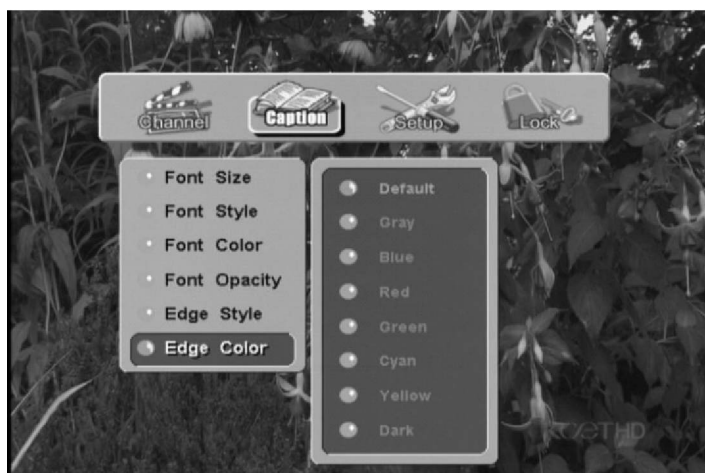 Channel Caption Setup Lock
Font Size
Font Style
Font Color
Font Opacity
Edge Style
Edge Color
Default
Gray
Blue
Red
Green
Cyan
Yellow
Dark